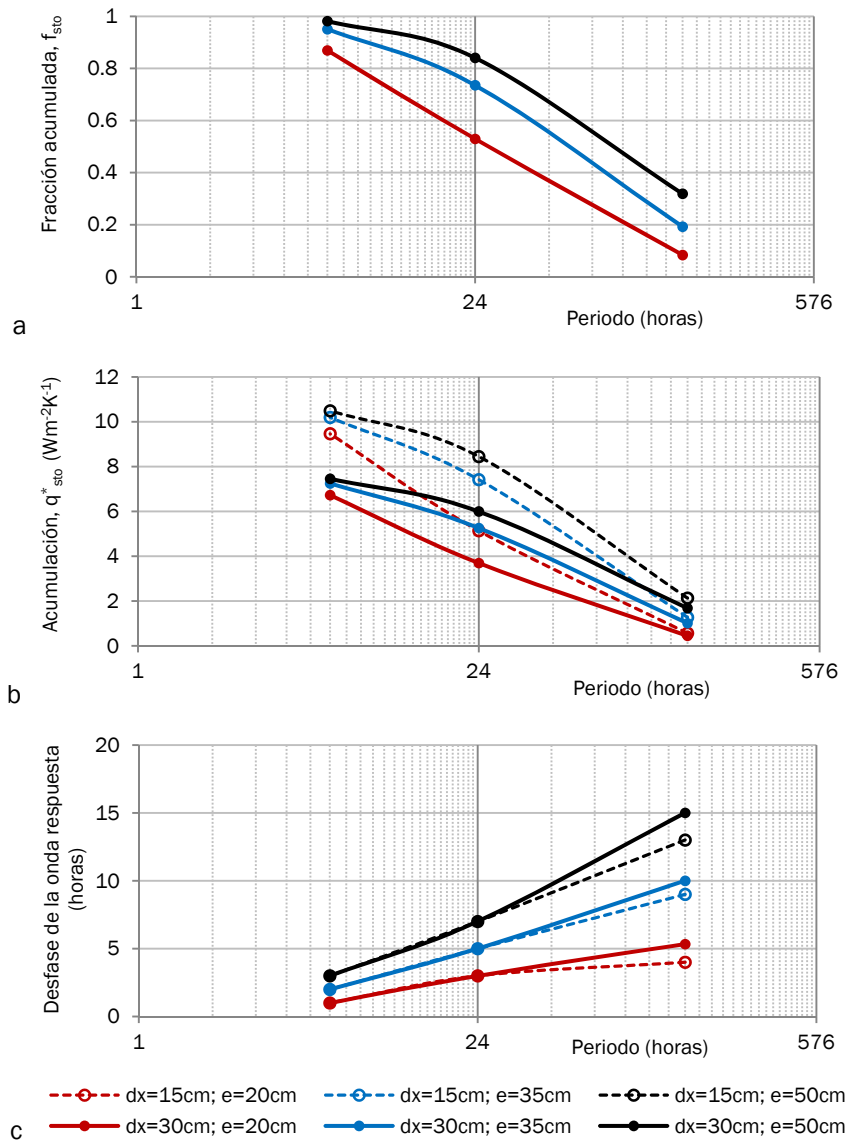 Fracción acumulada, fsto
1
0.8
0.6
0.4
0.2
0
1
24
576
Periodo (horas)
a
Acumulación, q*sto (Wm-2K-1)
12
10
8
6
4
2
0
1
24
576
Periodo (horas)
b
Desfase de la onda respuesta
(horas)
20
15
10
5
0
1
24
576
Periodo (horas)
dx=15cm; e=20cm
dx=15cm; e=35cm
dx=15cm; e=50cm
dx=30cm; e=20cm
dx=30cm; e=35cm
dx=30cm; e=50cm
c